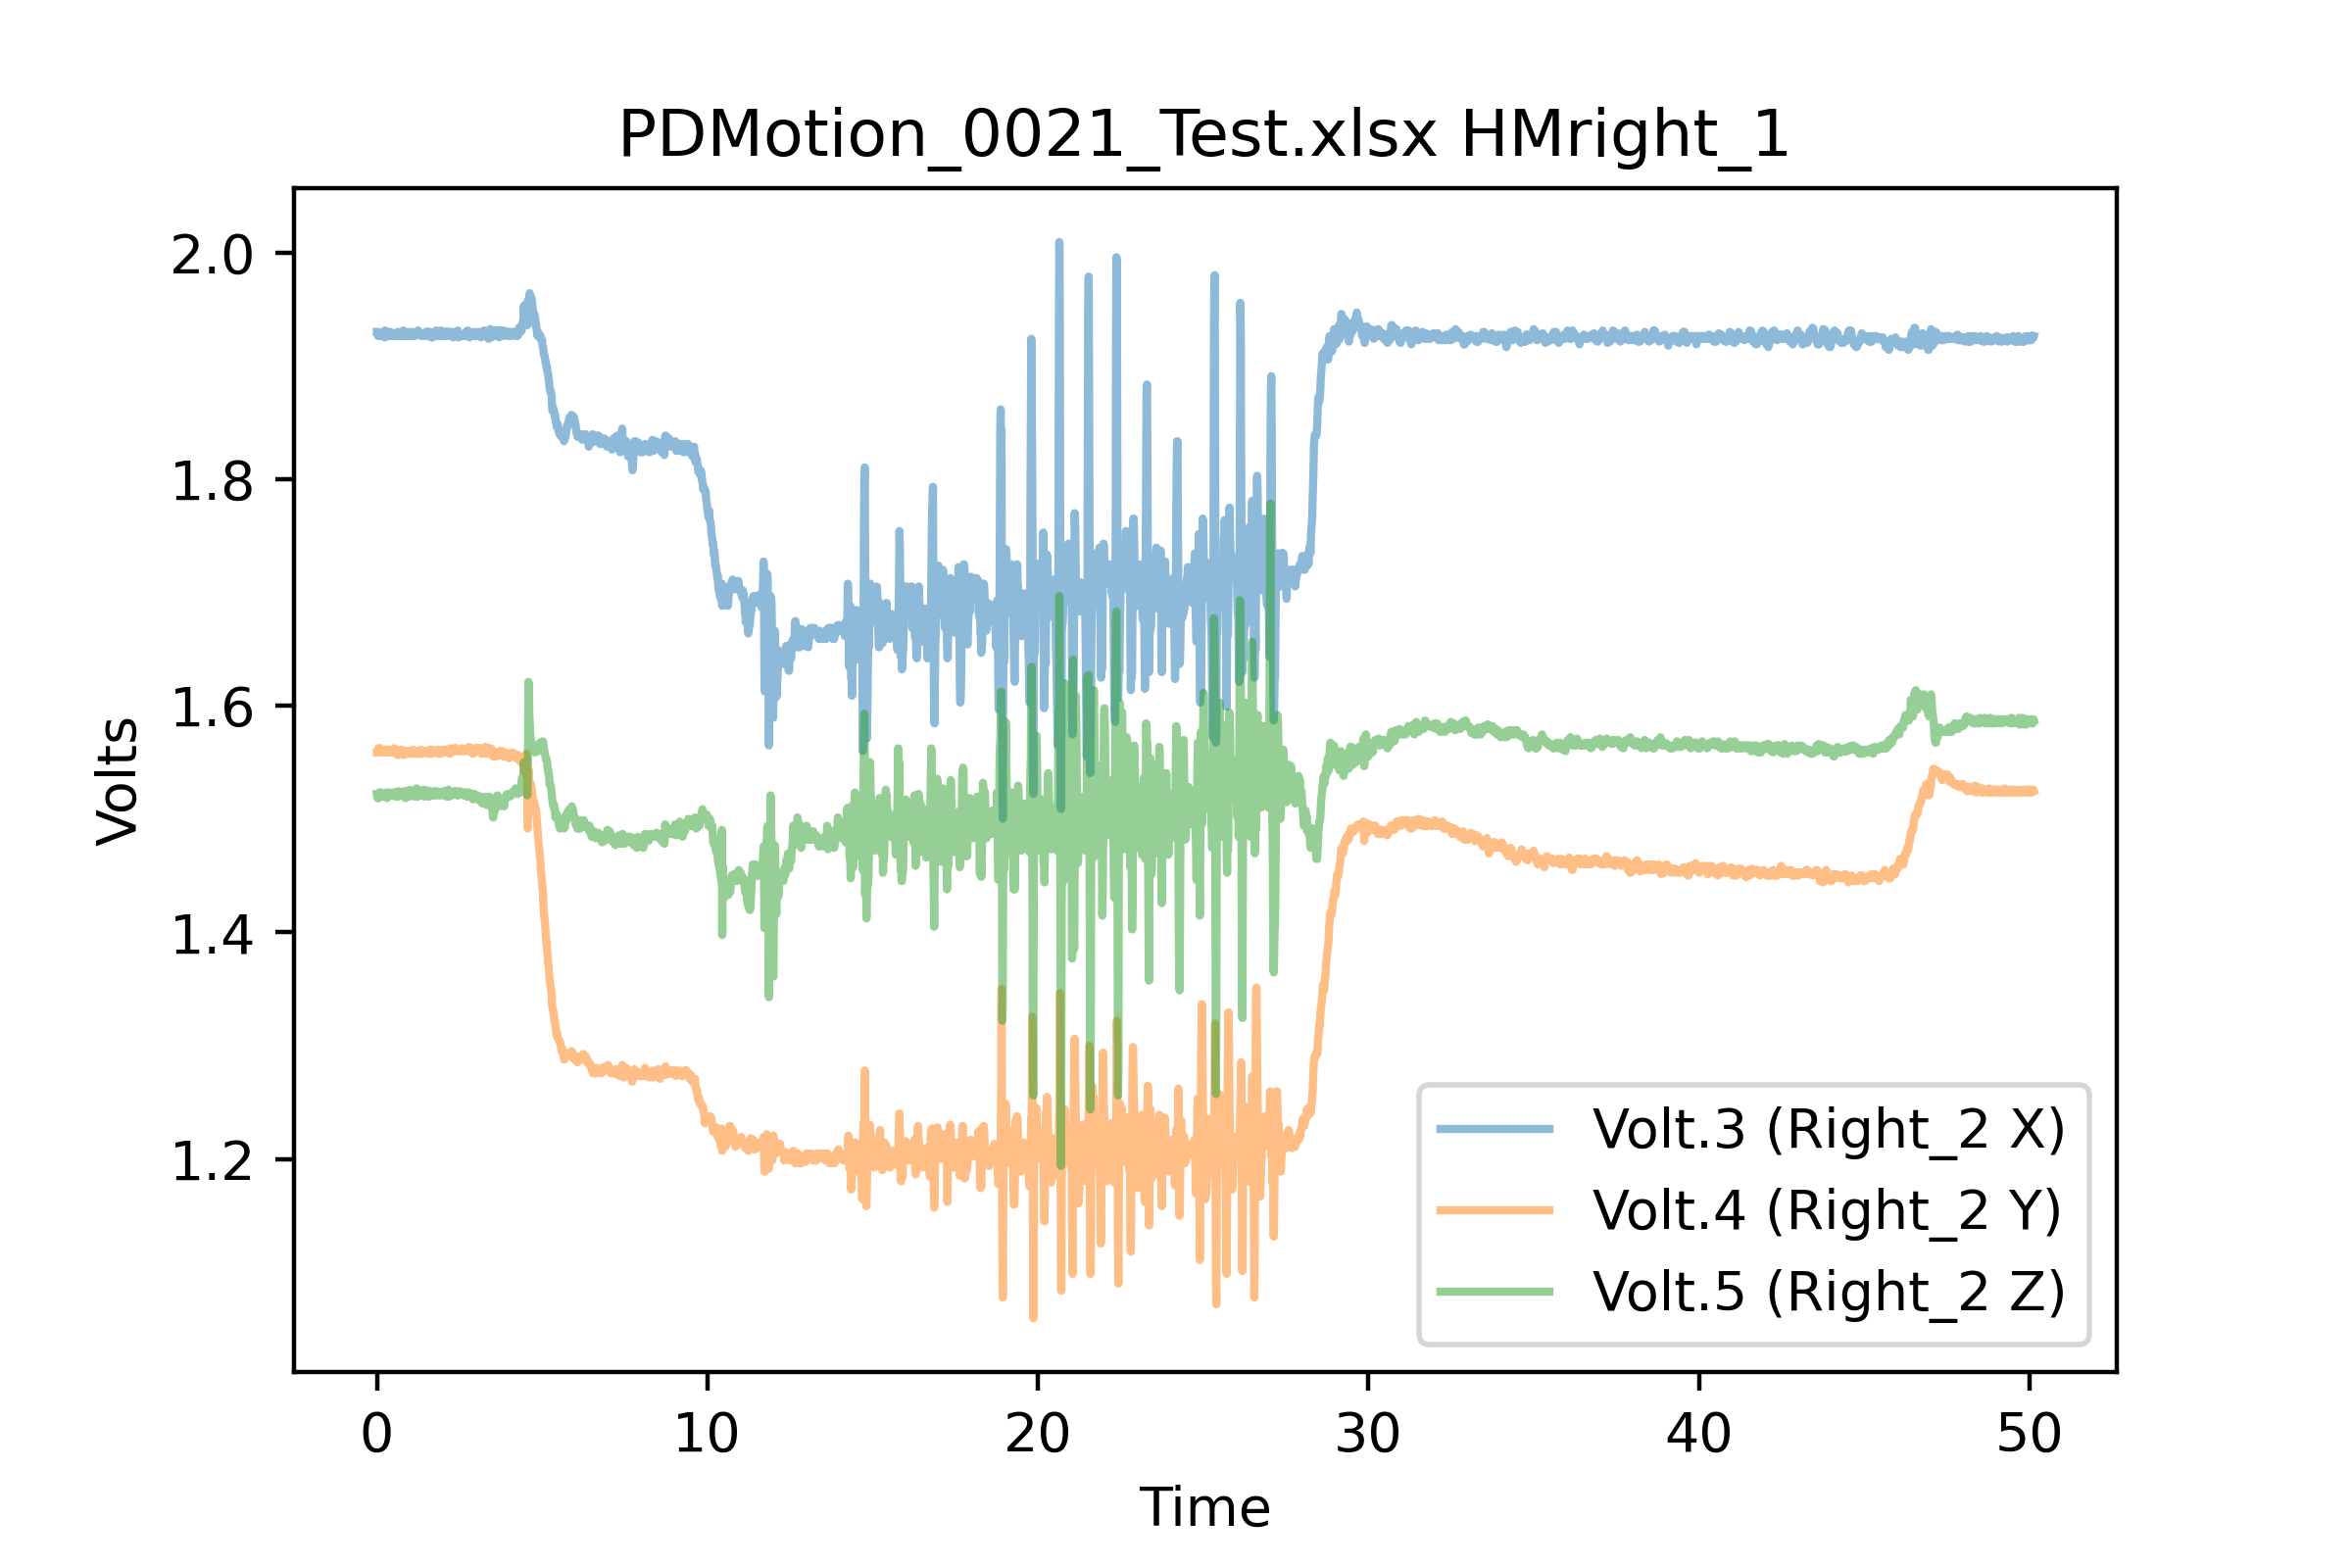 PDMotion_0021_Test.xlsx HMright_1
Volts
2.0
1.8
1.6
1.4
1.2
Volt.3 (Right_2 X)
Volt.4 (Right_2 Y)
Volt.5 (Right_2 Z)
0 10 20 30 40 50
Time